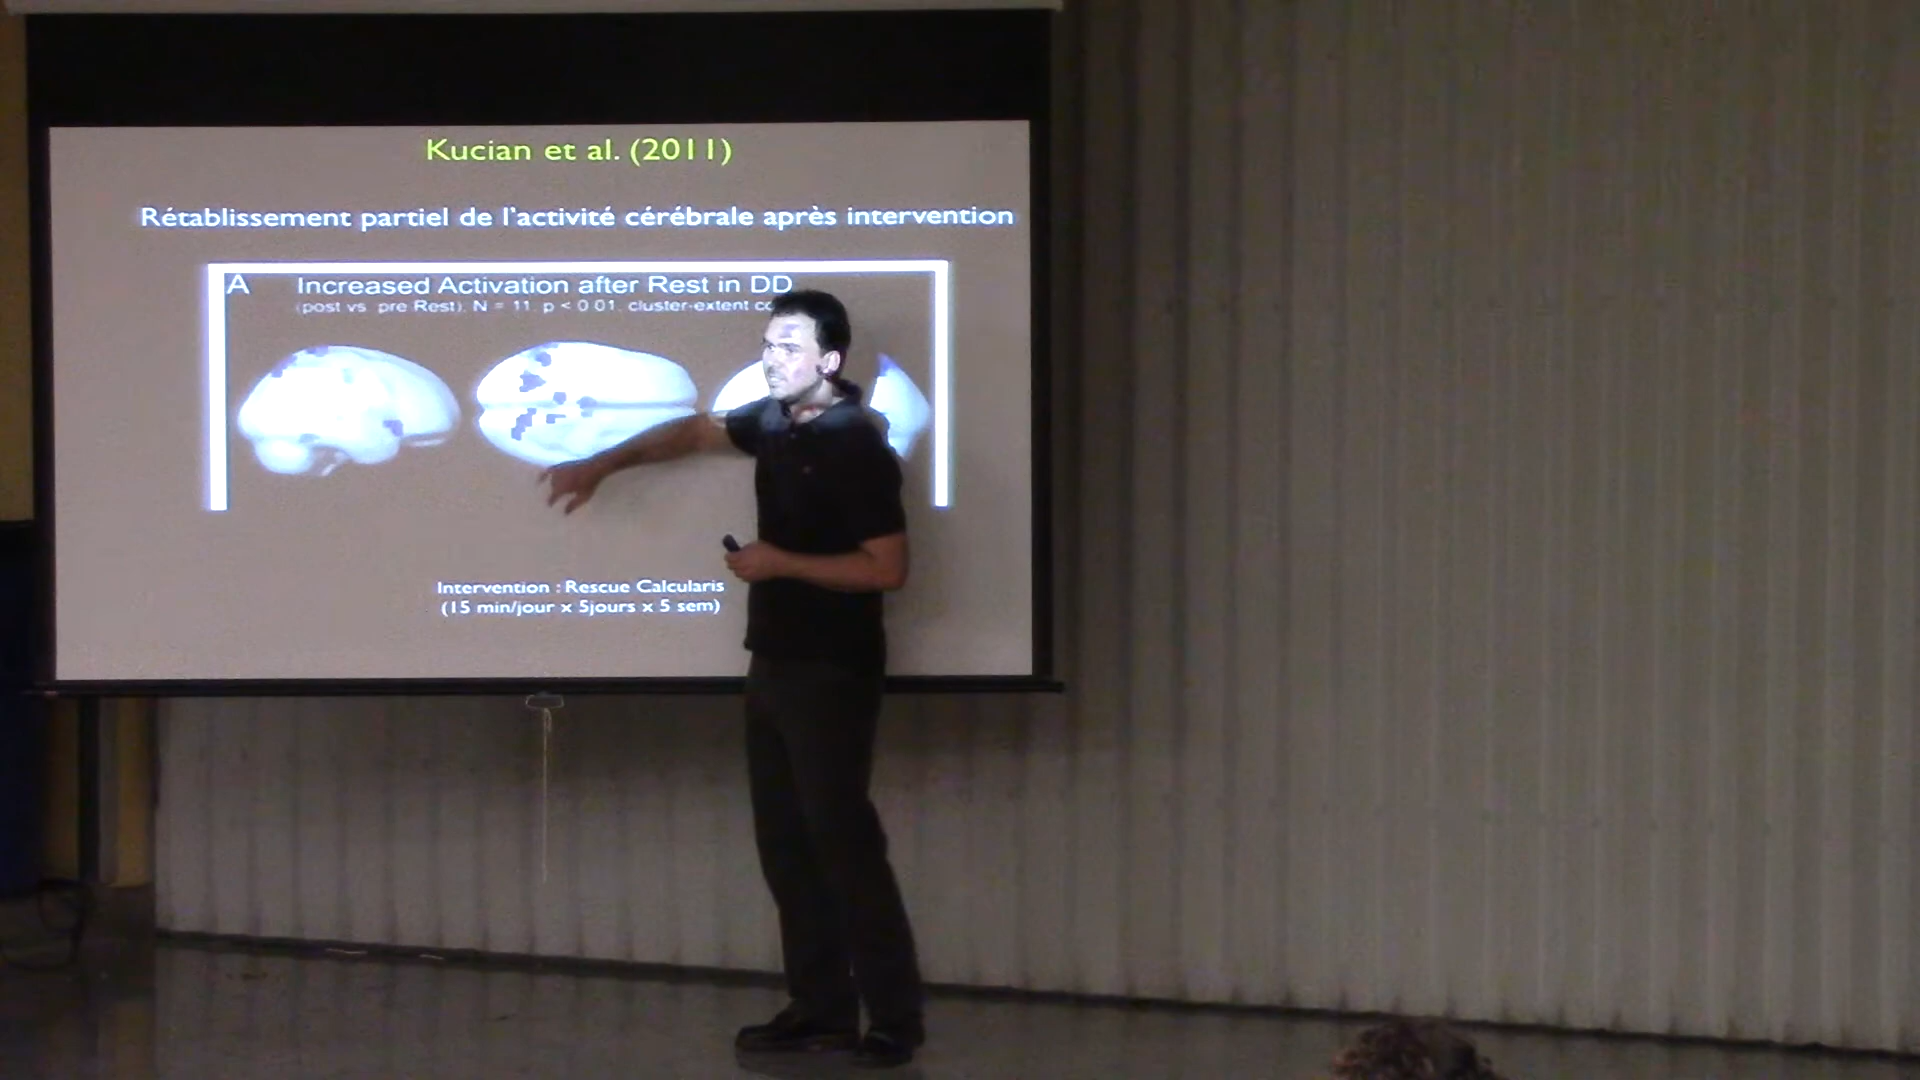 Kucian et al. (2011)
Rétablissement partiel de l'activité cérébrale après intervention
A Increased Activation after Rest in DD
(post vs pre Rest), N = 11, p < 0.01, cluster-extent
Intervention : Rescue Calcularis
(15 min/jour x 5jours x 5 sem)